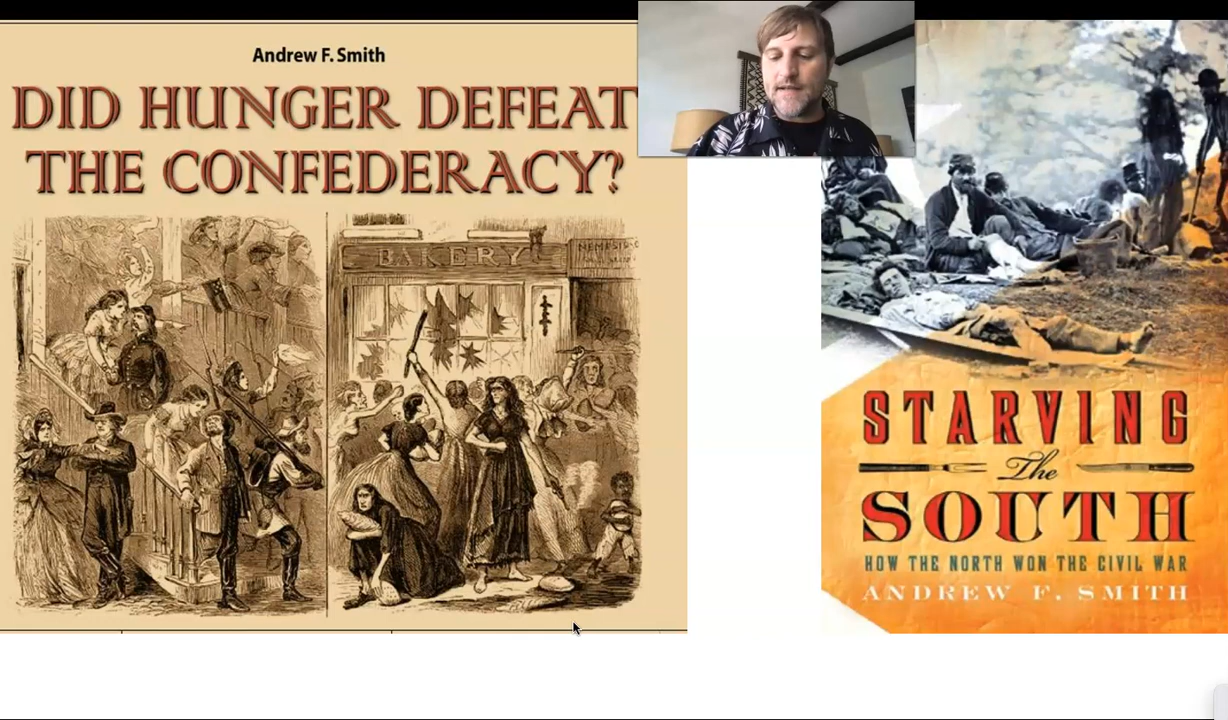 Andrew F. Smith
DID HUNGER DEFEAT
THE CONFEDERACY?
BAKERY
STARVING
The
SOUTH
HOW THE NORTH WON THE CIVIL WAR
ANDREW F. SMITH